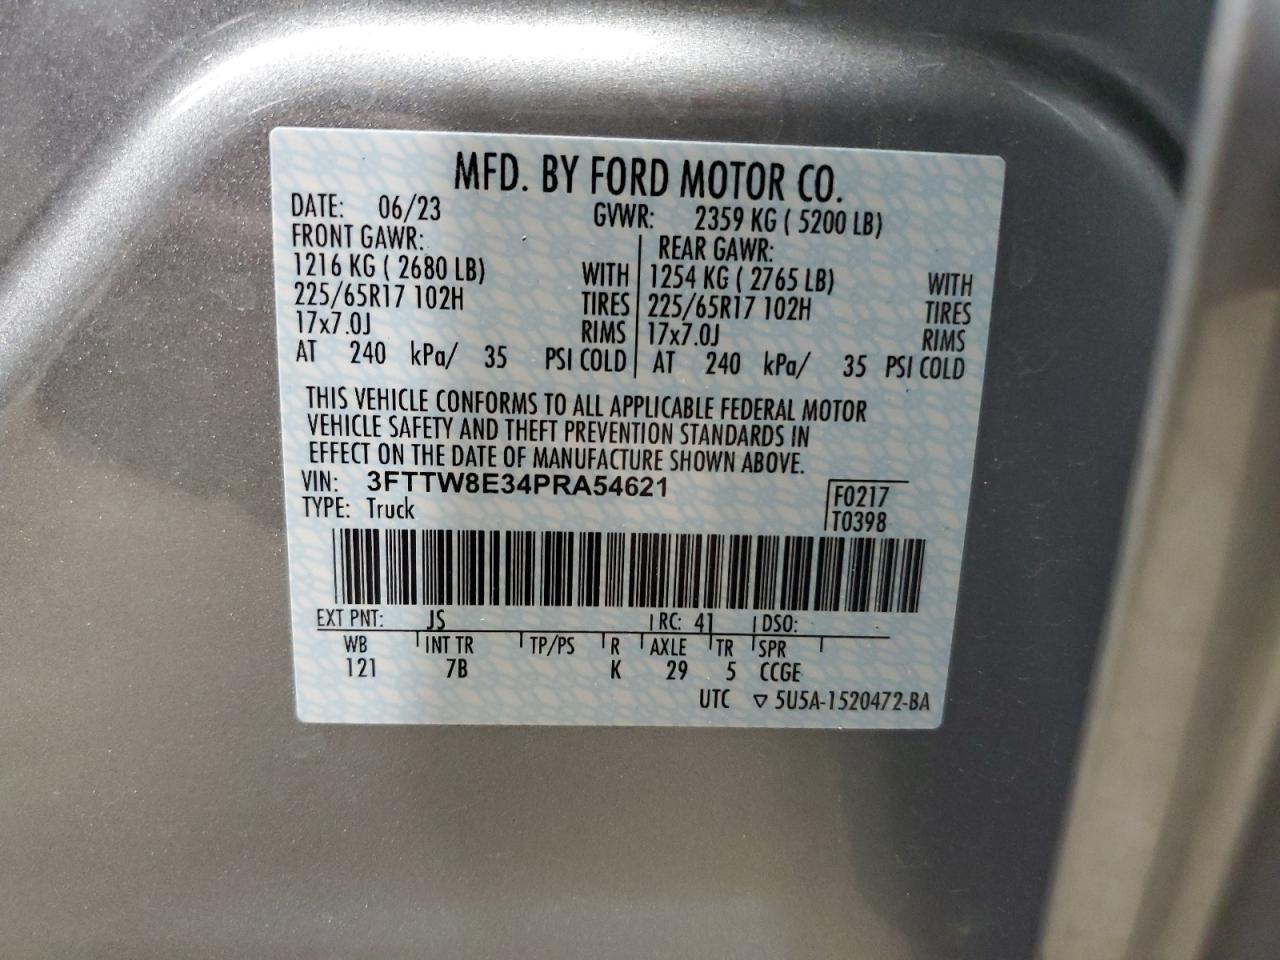 MFD. BY FORD MOTOR CO.
DATE: 06/23 GVWR: 2359 KG ( 5200 LB)
FRONT GAWR: REAR GAWR:
1216 KG ( 2680 LB) WITH 1254 KG ( 2765 LB) WITH
225/65R17 102H TIRES 225/65R17 102H TIRES
17x7.0J RIMS 17x7.0J RIMS
AT 240 kPa/ 35 PSI COLD AT 240 kPa/ 35 PSI COLD
THIS VEHICLE CONFORMS TO ALL APPLICABLE FEDERAL MOTOR
VEHICLE SAFETY AND THEFT PREVENTION STANDARDS IN
EFFECT ON THE DATE OF MANUFACTURE SHOWN ABOVE.
VIN: 3FTTW8E34PRA54621 F0217
TYPE: Truck T0398
EXT PNT: JS RC: 41 DSO:
WB INT TR TP/PS R AXLE TR SPR
121 7B K 29 5 CCGE
UTC ▽ 5U5A-1520472-BA